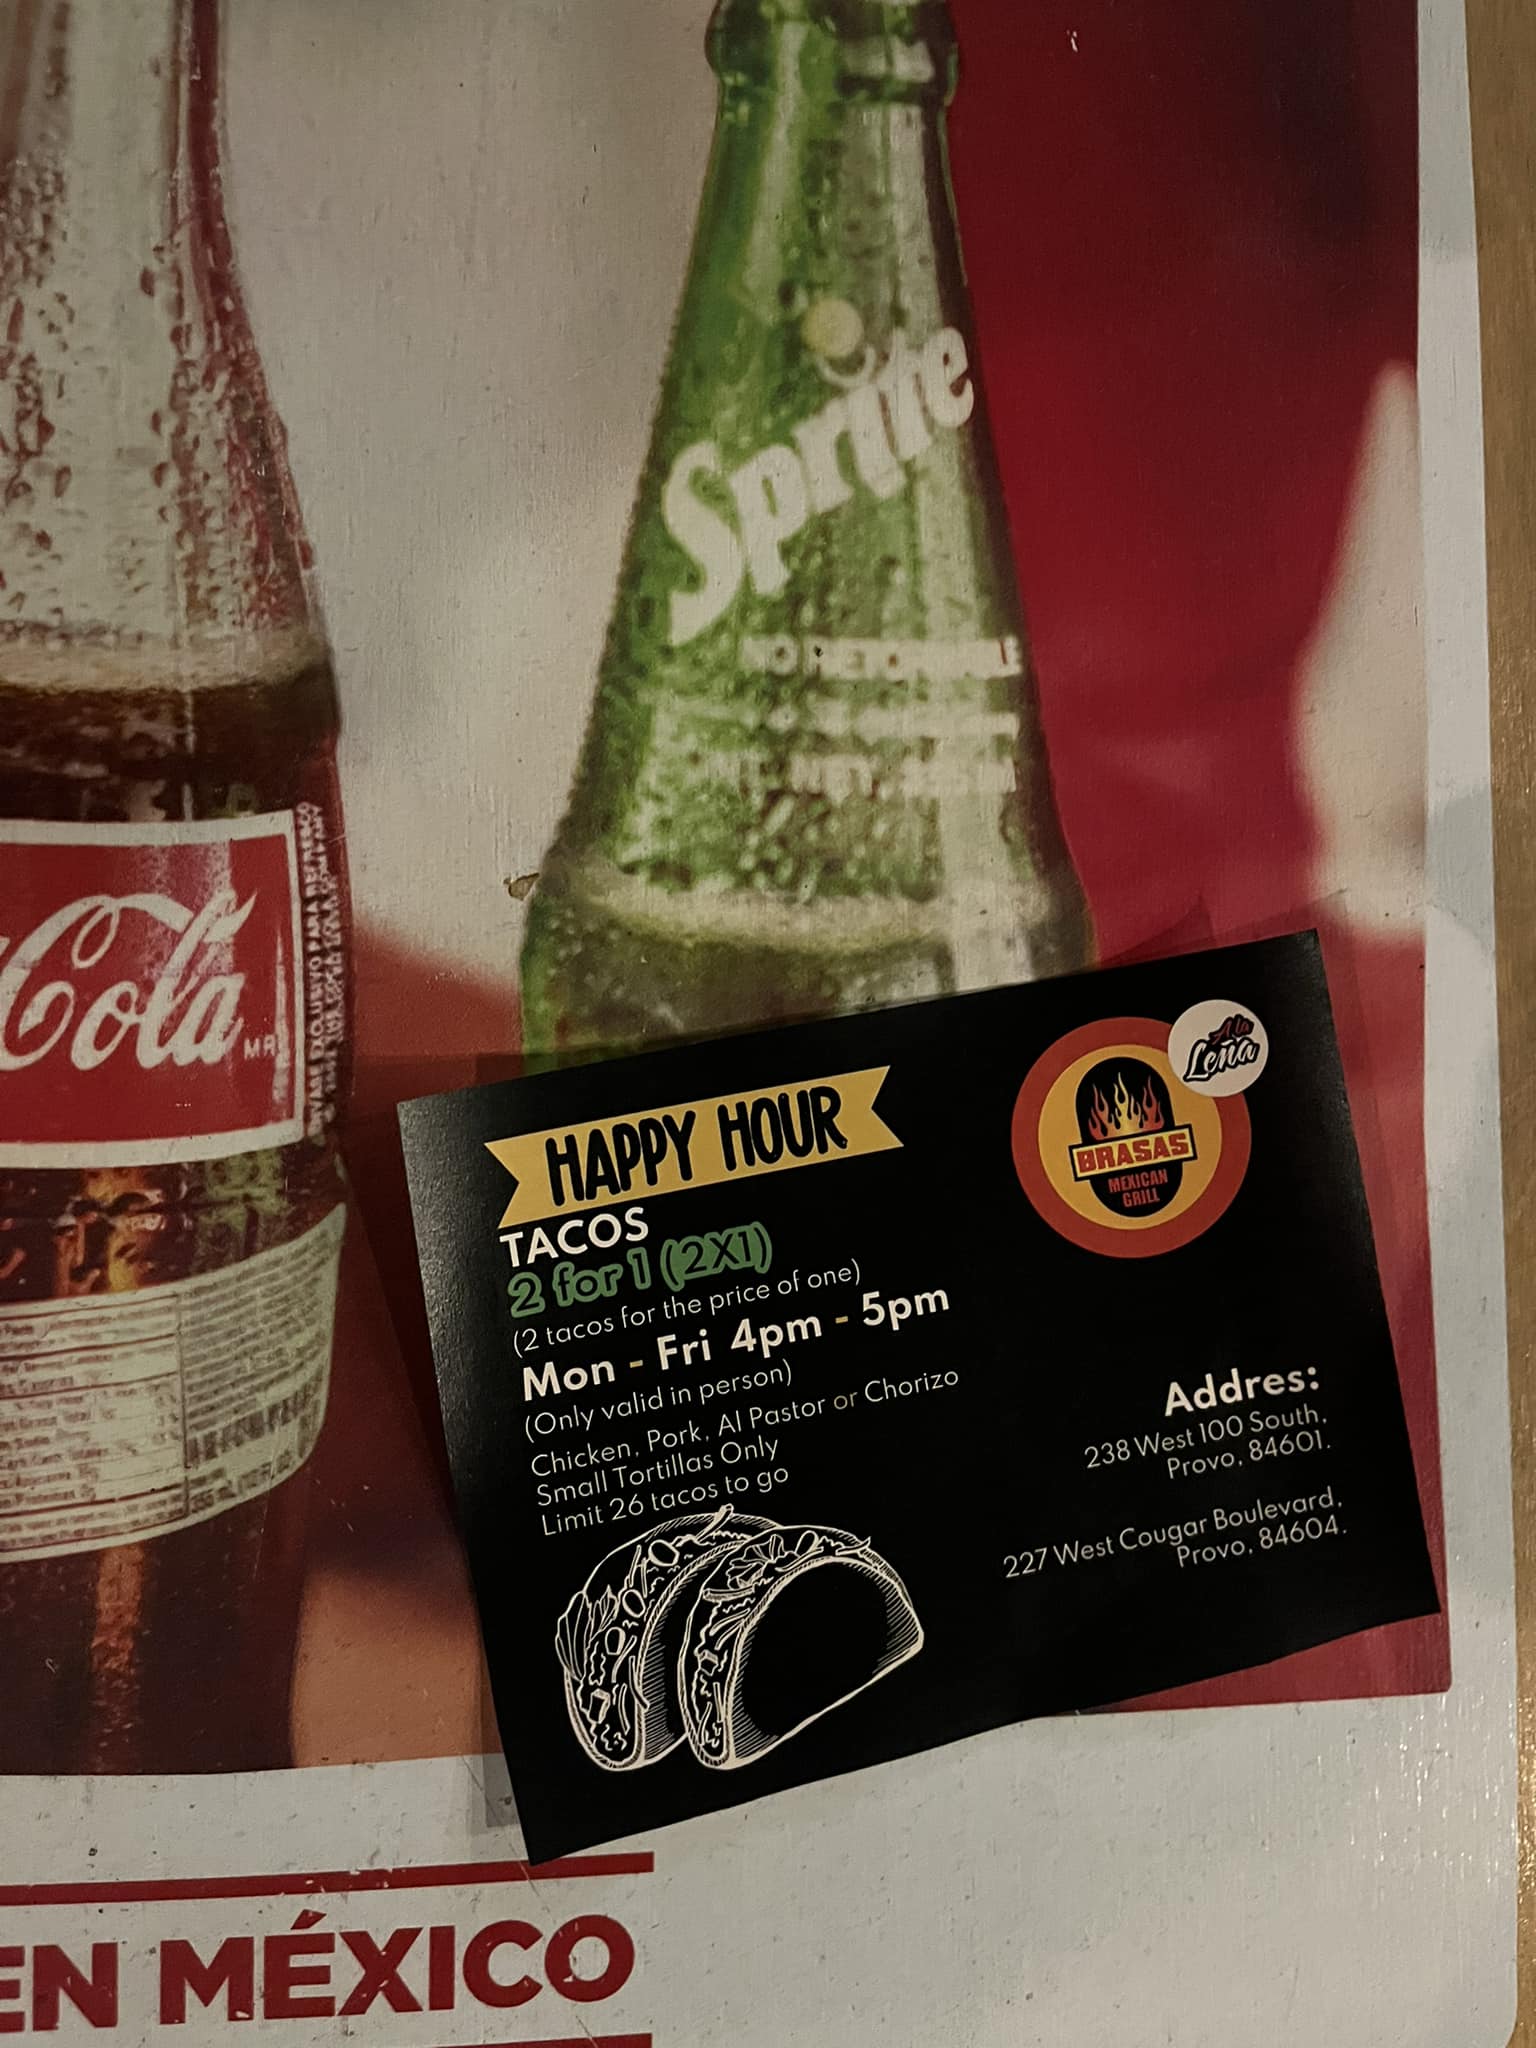 Sprite
NO RETORNABLE
Cola
MR
HAPPY HOUR
TACOS
2 for 1 (2X1)
(2 tacos for the price of one)
Mon - Fri 4pm - 5pm
(Only valid in person)
Chicken, Pork, Al Pastor or Chorizo
Small Tortillas Only
Limit 26 tacos to go
A la
Leña
BRASAS
MEXICAN
GRILL
Addres:
238 West 100 South,
Provo, 84601.
227 West Cougar Boulevard,
Provo, 84604.
EN MÉXICO